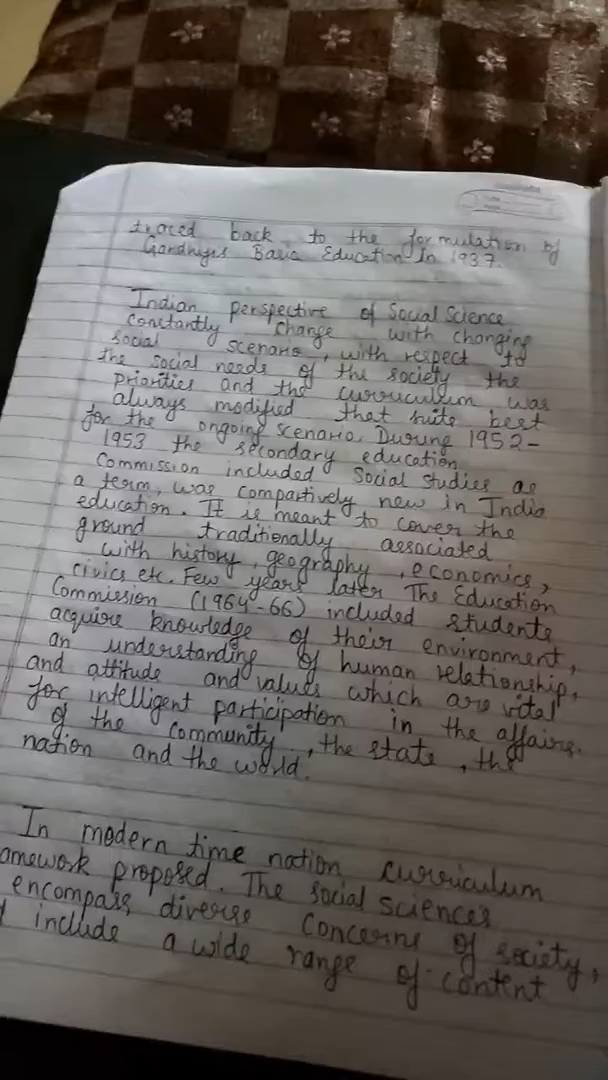 traced back to the formulation of
Gandhiji's Basic Education In 1937.
Indian perspective of Social Science
constantly change with changing
social scenario, with respect to
the social needs of the society the
priorities and the curriculum was
always modified that suite best
for the ongoing scenario. During 1952-
1953 the secondary education
Commission included Social Studies as
a term, was compartively new in India
education. It is meant to cover the
ground traditionally associated
with history, geography, economics,
civics etc. Few years later The Education
Commission (1964-66) included students
acquire knowledge of their environment,
an understanding of human relationship,
and attitude and values which are vital
for intelligent participation in the affairs
of the community, the state, the
nation and the world.
In modern time nation curriculum
amework proposed. The social sciences
encompass diverse concerns of society,
include a wide range of content